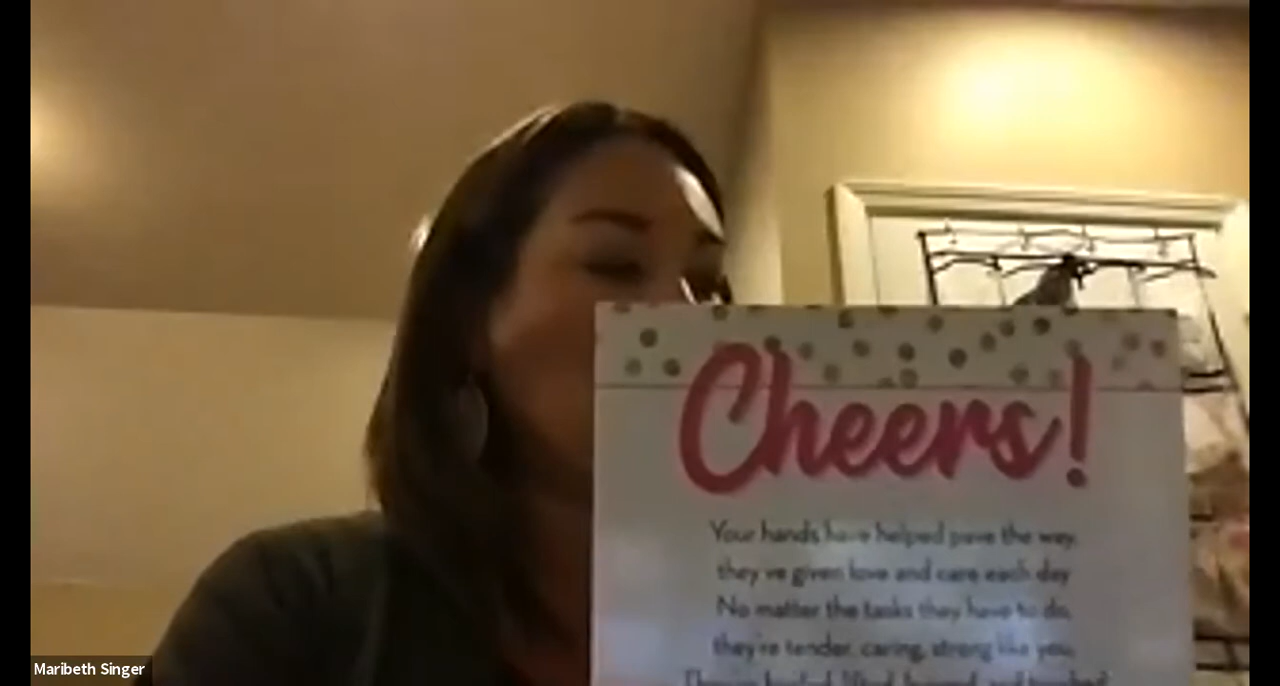 Cheers!
Your hands have helped pave the way,
they've given love and care each day
No matter the tasks they have to do,
they're tender, caring, strong like you.
Maribeth Singer